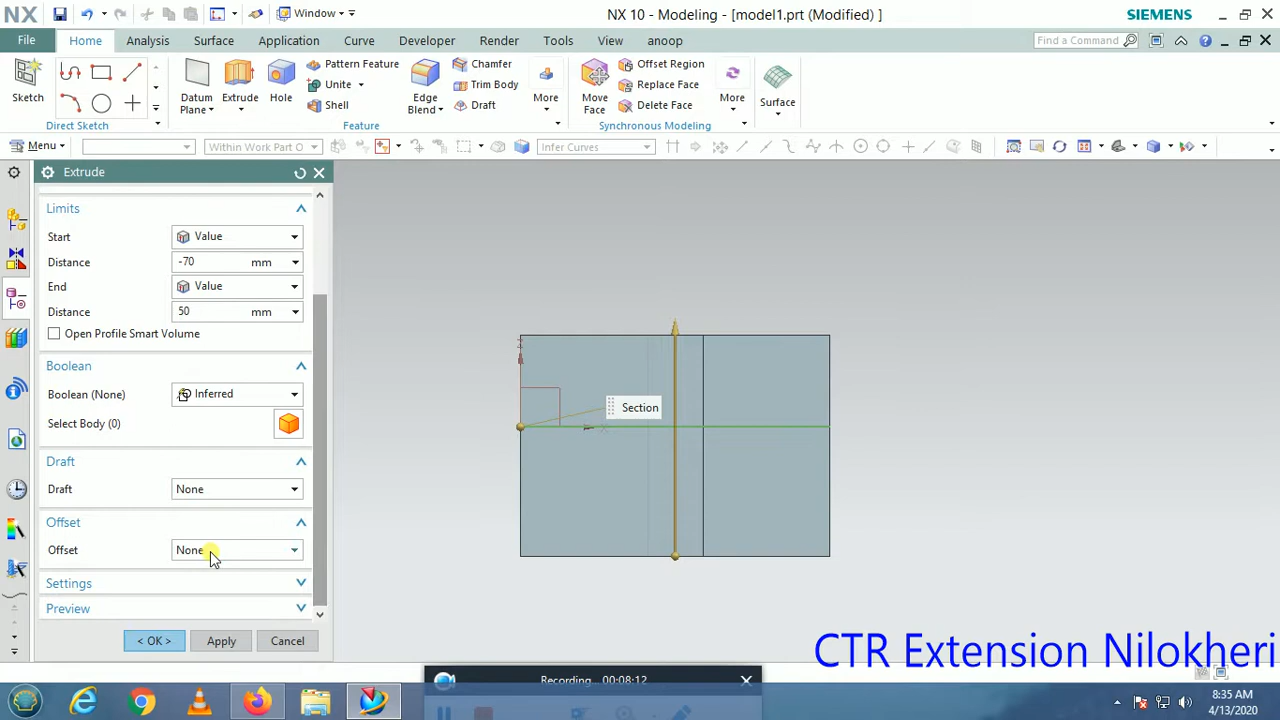 NX Window NX 10 - Modeling - [model1.prt (Modified) ] SIEMENS
File Home Analysis Surface Application Curve Developer Render Tools View anoop Find a Command
Sketch
Direct Sketch
Datum Plane
Extrude
Hole
Pattern Feature
Unite
Shell
Edge Blend
Chamfer
Trim Body
Draft
More
Feature
Move Face
Offset Region
Replace Face
Delete Face
More
Synchronous Modeling
Surface
Menu Within Work Part O Infer Curves
Extrude
Limits
Start Value
Distance -70 mm
End Value
Distance 50 mm
Open Profile Smart Volume
Boolean
Boolean (None) Inferred
Select Body (0)
Draft
Draft None
Offset
Offset None
Settings
Preview
< OK > Apply Cancel
Section
CTR Extension Nilokheri
Recording... 00:08:12
8:35 AM
4/13/2020